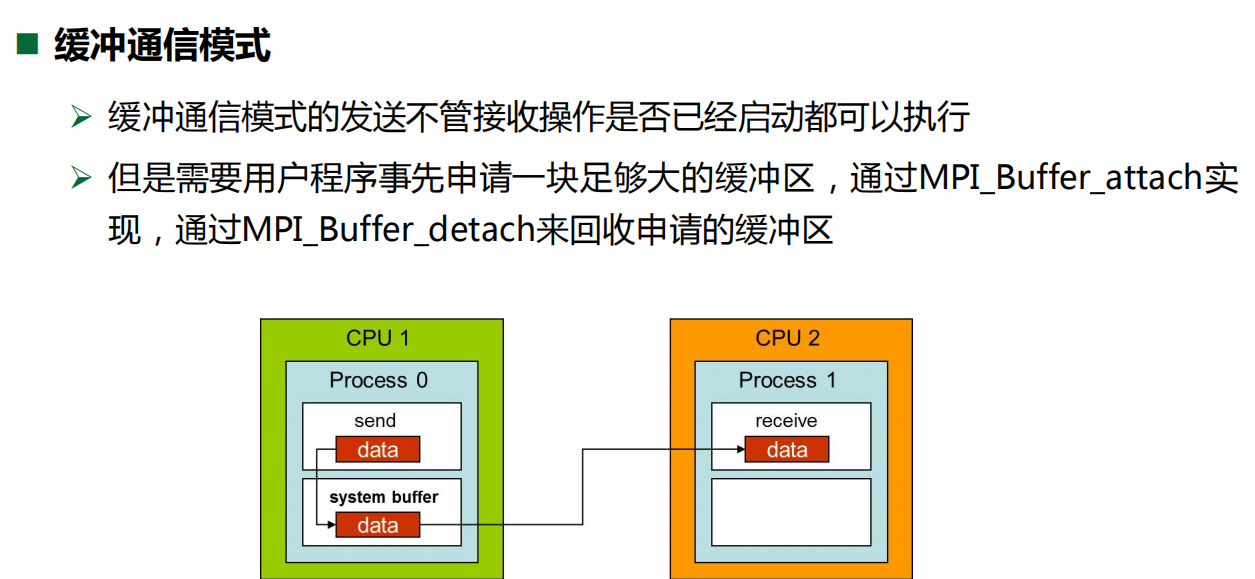 缓冲通信模式
缓冲通信模式的发送不管接收操作是否已经启动都可以执行
但是需要用户程序事先申请一块足够大的缓冲区，通过MPI_Buffer_attach实
现，通过MPI_Buffer_detach来回收申请的缓冲区
CPU 1
Process 0
send
data
system buffer
data
CPU 2
Process 1
receive
data